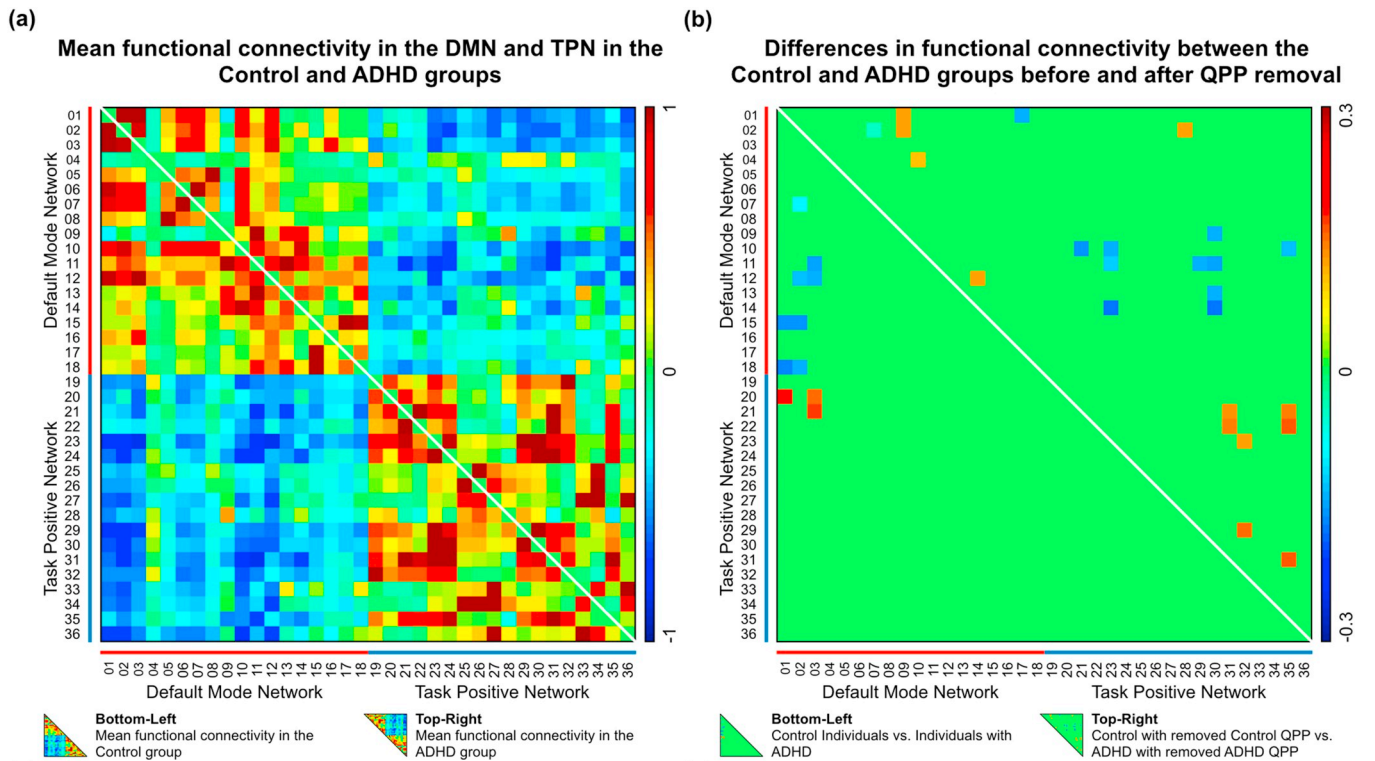 (a)
Mean functional connectivity in the DMN and TPN in the
Control and ADHD groups
Default Mode Network
Task Positive Network
01
02
03
04
05
06
07
08
09
10
11
12
13
14
15
16
17
18
19
20
21
22
23
24
25
26
27
28
29
30
31
32
33
34
35
36
1
0
-1
01 02 03 04 05 06 07 08 09 10 11 12 13 14 15 16 17 18 19 20 21 22 23 24 25 26 27 28 29 30 31 32 33 34 35 36
Default Mode Network
Task Positive Network
Bottom-Left
Mean functional connectivity in the
Control group
Top-Right
Mean functional connectivity in the
ADHD group
(b)
Differences in functional connectivity between the
Control and ADHD groups before and after QPP removal
Default Mode Network
Task Positive Network
01
02
03
04
05
06
07
08
09
10
11
12
13
14
15
16
17
18
19
20
21
22
23
24
25
26
27
28
29
30
31
32
33
34
35
36
0.3
0
-0.3
01 02 03 04 05 06 07 08 09 10 11 12 13 14 15 16 17 18 19 20 21 22 23 24 25 26 27 28 29 30 31 32 33 34 35 36
Default Mode Network
Task Positive Network
Bottom-Left
Control Individuals vs. Individuals with
ADHD
Top-Right
Control with removed Control QPP vs.
ADHD with removed ADHD QPP